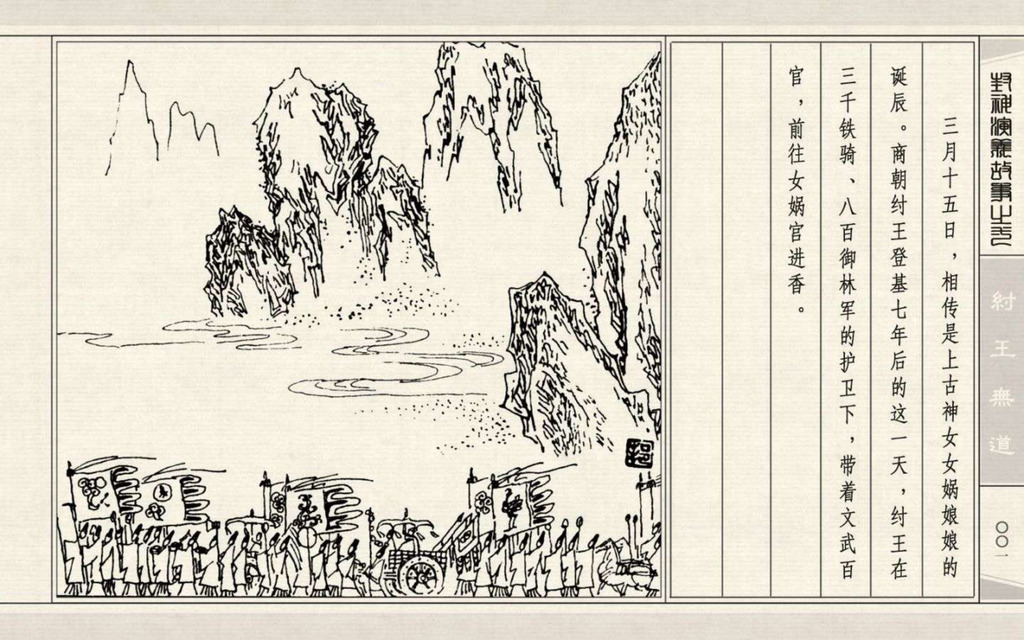 封神演義故事之
紂王無道
〇〇一
三月十五日，相传是上古神女女娲娘娘的
诞辰。商朝纣王登基七年后的这一天，纣王在
三千铁骑、八百御林军的护卫下，带着文武百
官，前往女娲宫进香。